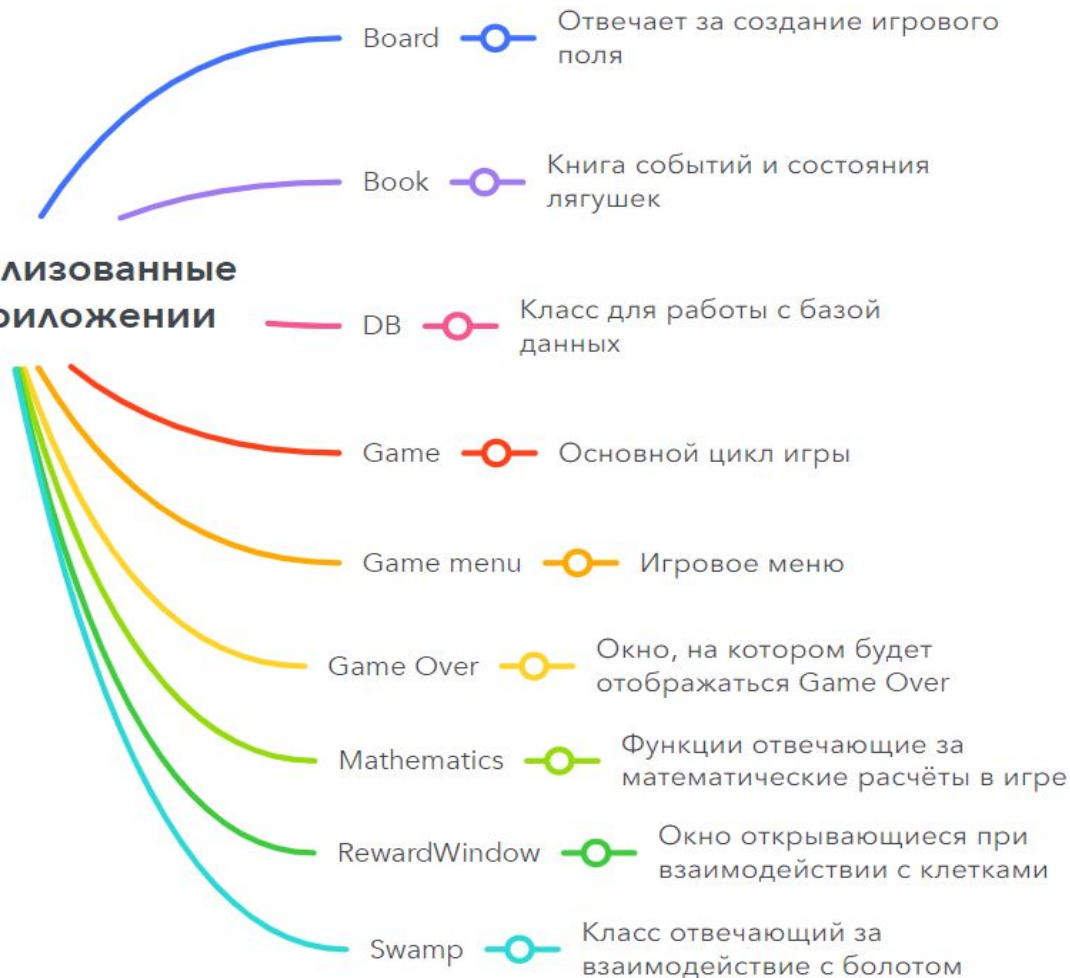 Board
Отвечает за создание игрового
поля
Book
Книга событий и состояния
лягушек
лизованные
риложении
DB
Класс для работы с базой
данных
Game
Основной цикл игры
Game menu
Игровое меню
Game Over
Окно, на котором будет
отображаться Game Over
Mathematics
Функции отвечающие за
математические расчёты в игре
RewardWindow
Окно открывающиеся при
взаимодействии с клетками
Swamp
Класс отвечающий за
взаимодействие с болотом